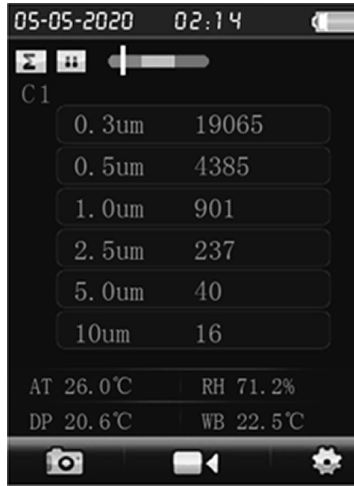 05-05-2020 02:14
Σ
C1
0.3um 19065
0.5um 4385
1.0um 901
2.5um 237
5.0um 40
10um 16
AT 26.0℃ RH 71.2%
DP 20.6℃ WB 22.5℃